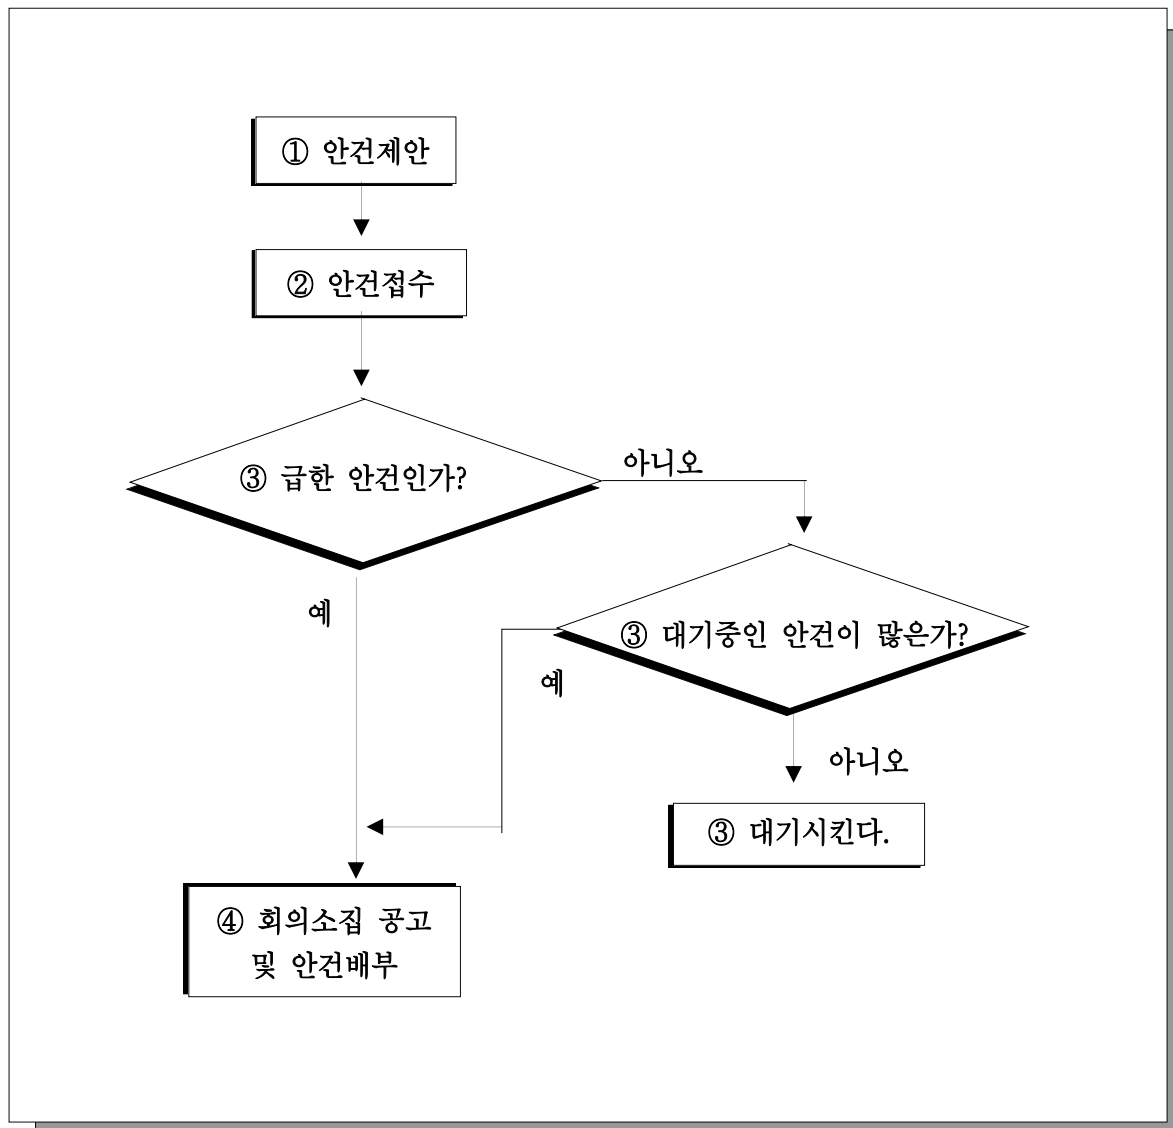 ① 안건제안
② 안건접수
③ 급한 안건인가?
아니오
예
③ 대기중인 안건이 많은가?
예
아니오
③ 대기시킨다.
④ 회의소집 공고
및 안건배부